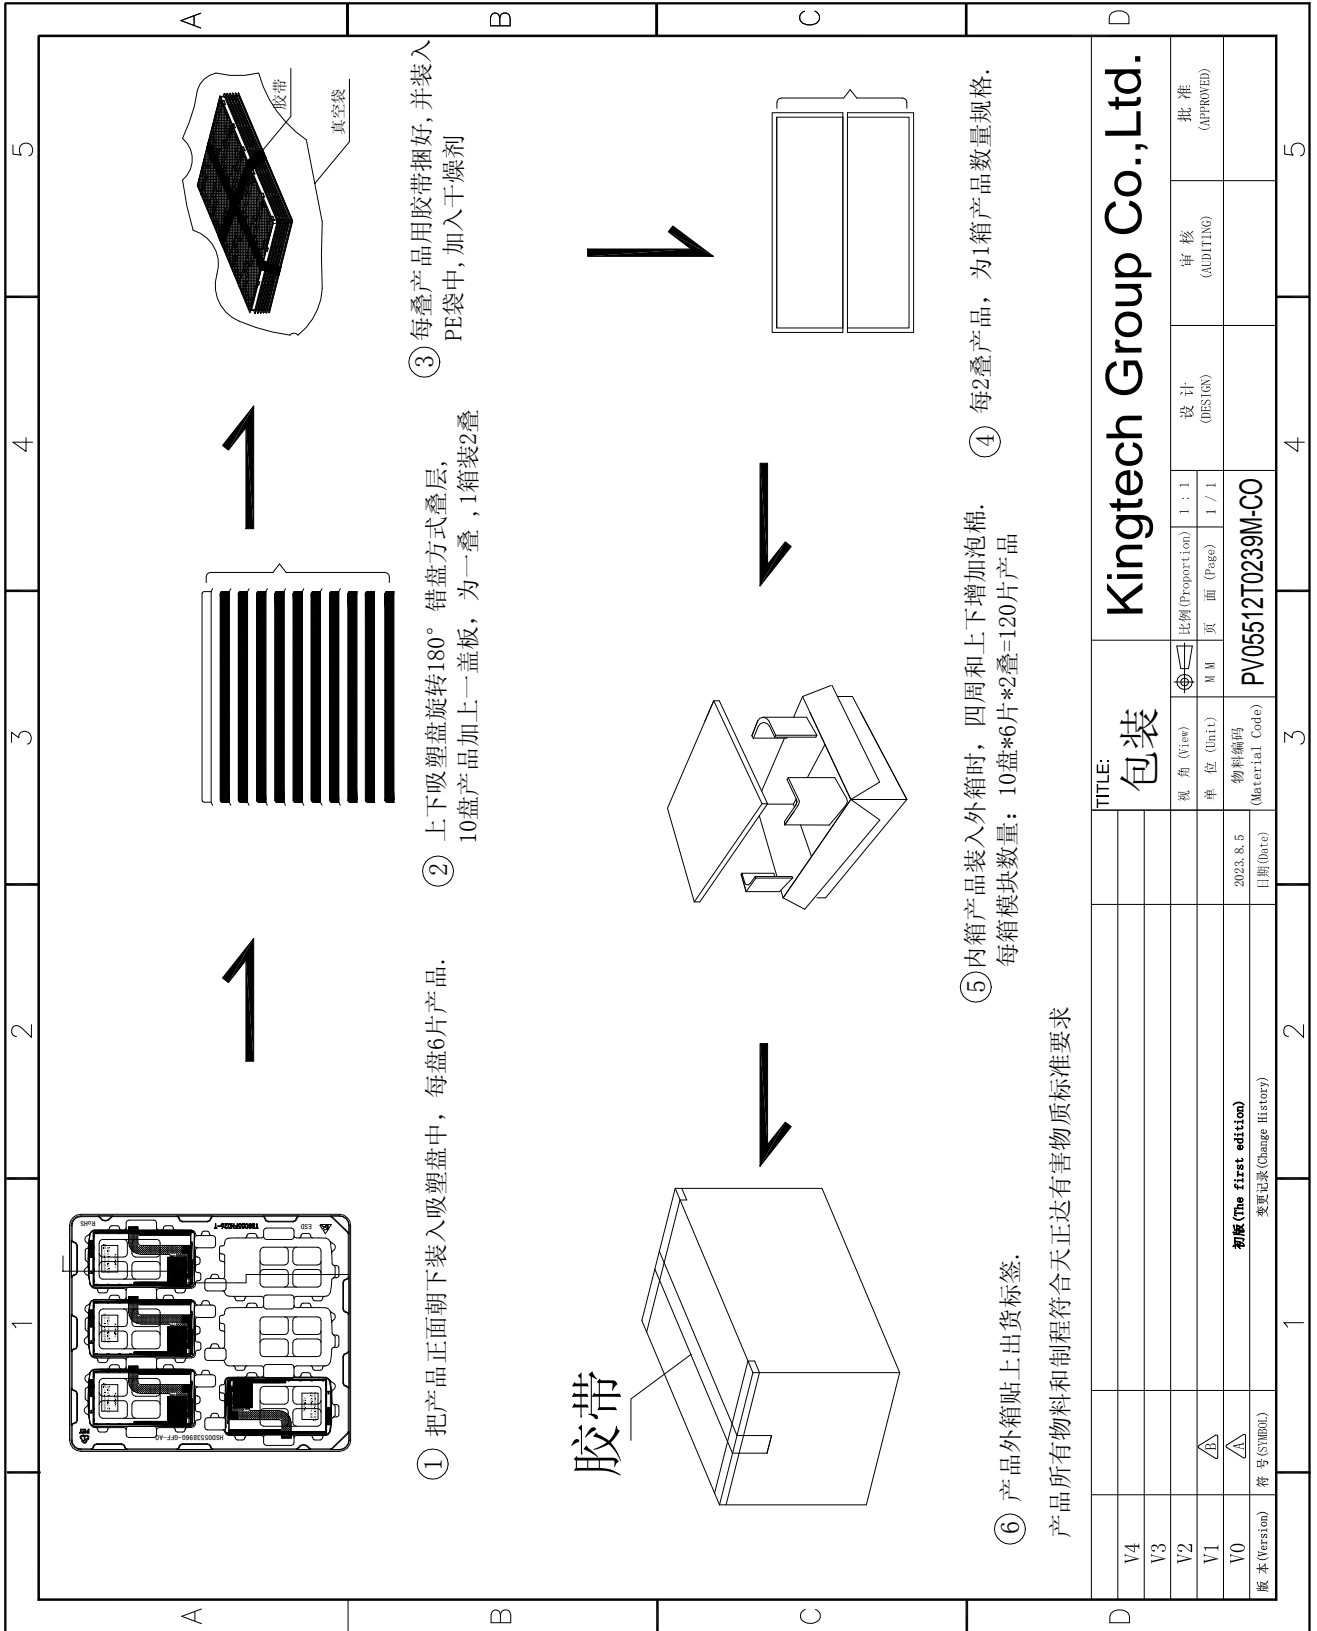 1 2 3 4 5
A
B
C
D
RoHS
ESD
胶带
真空袋
① 把产品正面朝下装入吸塑盘中，每盘6片产品.
② 上下吸塑盘旋转180° 错盘方式叠层,
10盘产品加上一盖板，为一叠 ,1箱装2叠
③ 每叠产品用胶带捆好,并装入
PE袋中,加入干燥剂
胶带
④ 每2叠产品，为1箱产品数量规格.
⑤ 内箱产品装入外箱时，四周和上下增加泡棉.
每箱模块数量：10盘*6片*2叠=120片产品
⑥ 产品外箱贴上出货标签.
产品所有物料和制程符合天正达有害物质标准要求
V4
V3
V2
V1 B
V0 A 初版(The first edition) 2023.8.5
版 本(Version) 符 号(SYMBOL) 变更记录(Change History) 日期(Date)
TITLE:
包装
Kingtech Group Co.,Ltd.
视 角 (View) 比例(Proportion) 1 : 1 设 计 (DESIGN) 审 核 (AUDITING) 批 准 (APPROVED)
单 位 (Unit) M M 页 面 (Page) 1 / 1
物料编码
(Material Code)
PV05512T0239M-C0
A
B
C
D
1 2 3 4 5